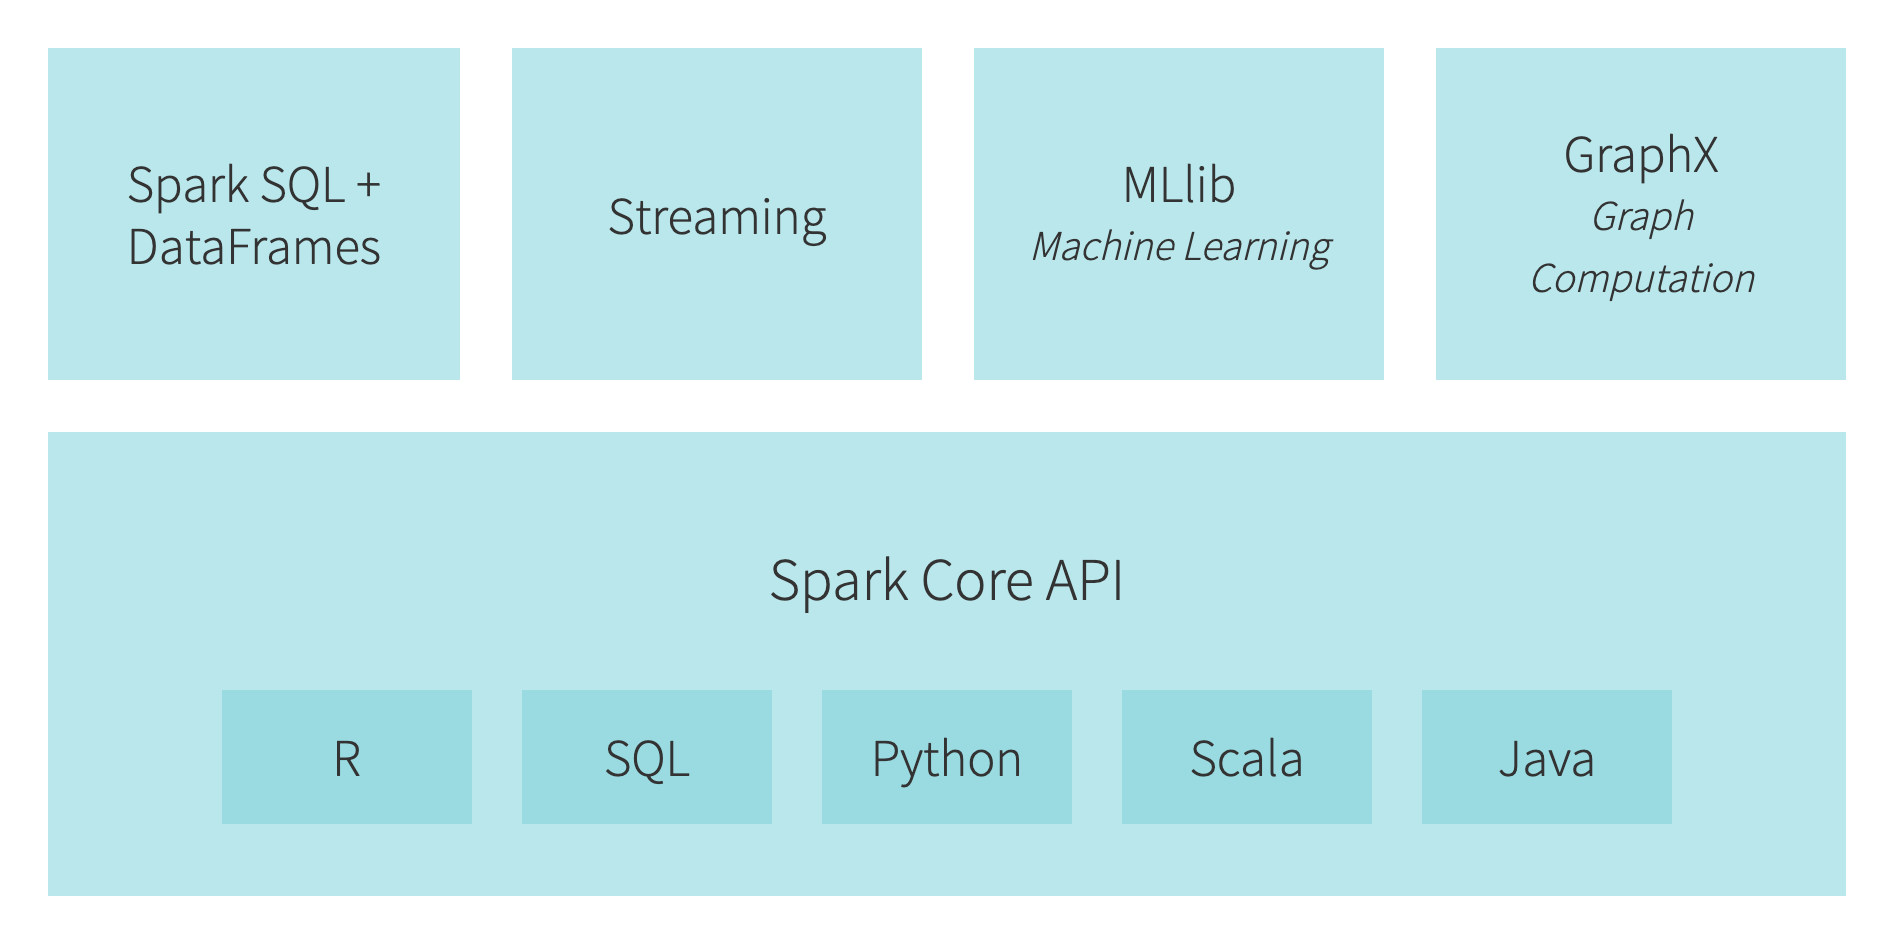 Spark SQL +
DataFrames
Streaming
MLlib
Machine Learning
GraphX
Graph
Computation
Spark Core API
R
SQL
Python
Scala
Java